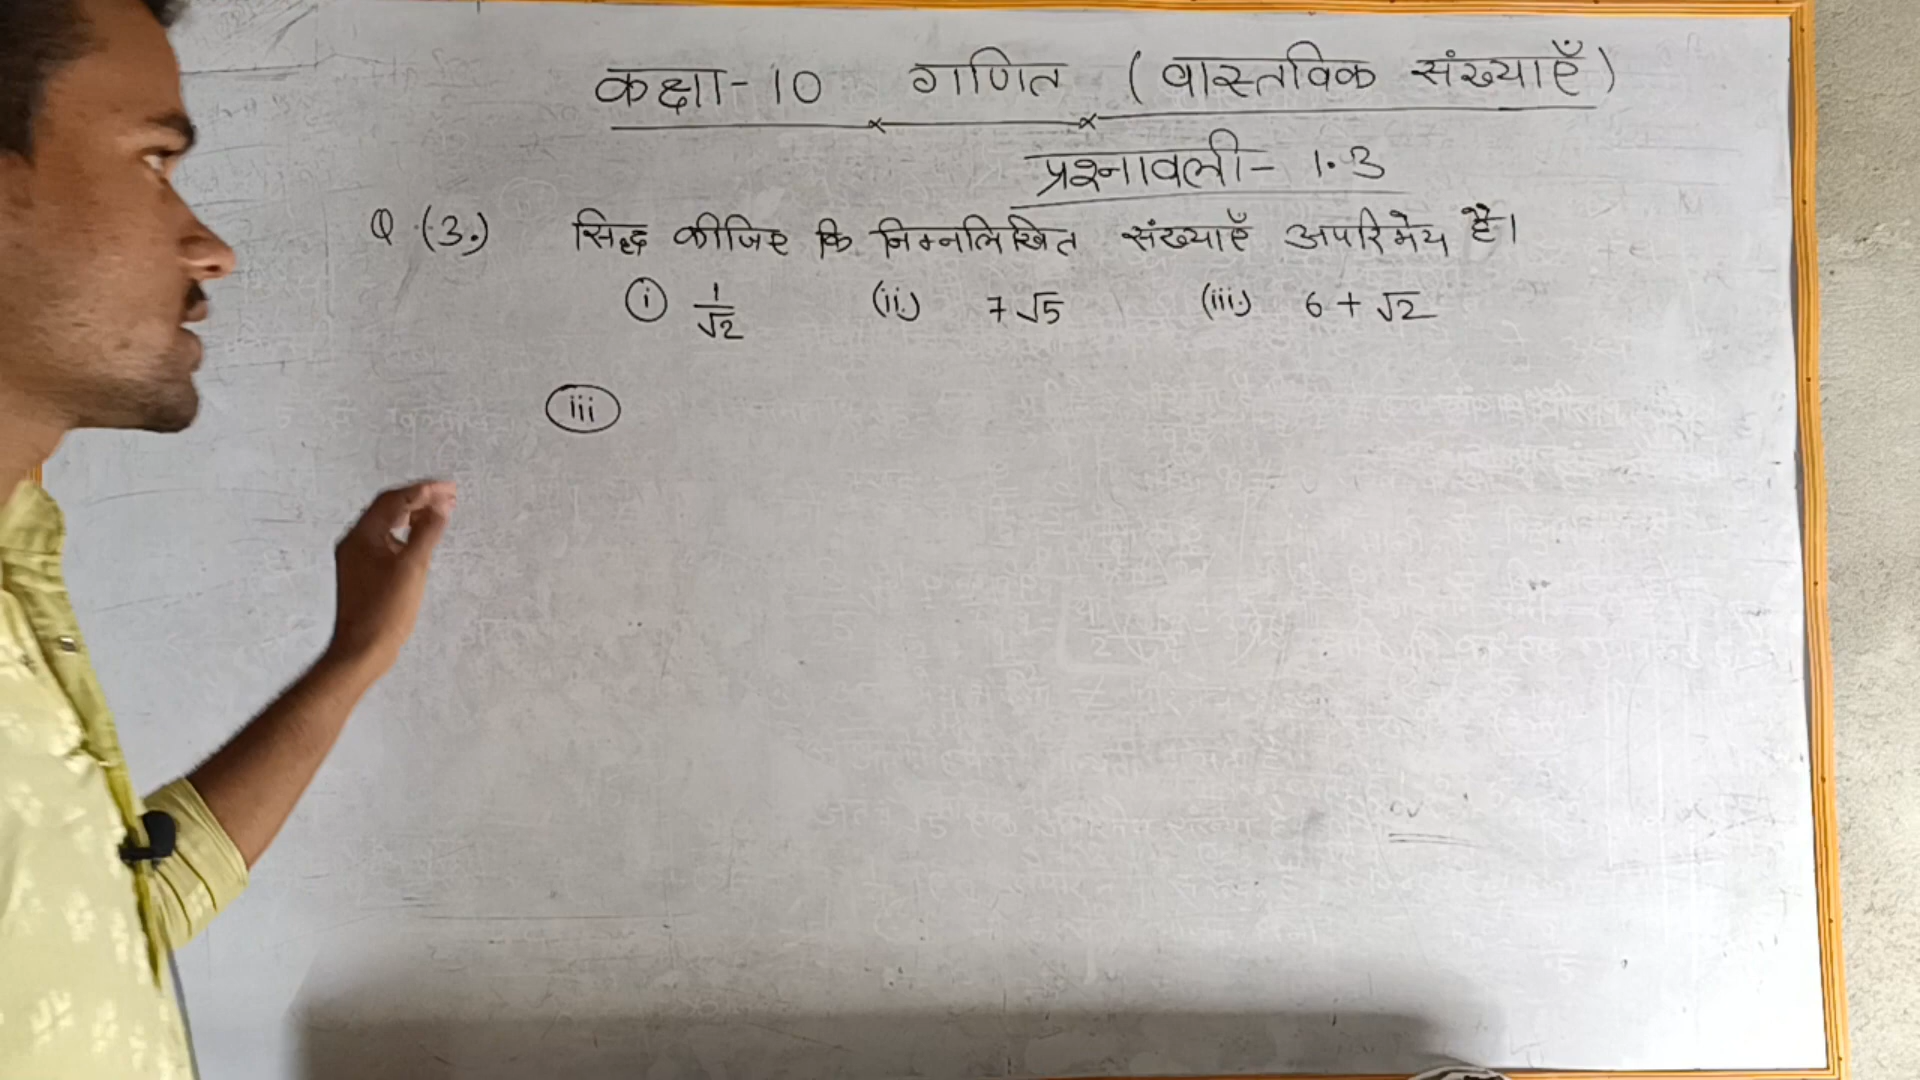 कक्षा-10 गणित (वास्तविक संख्याएँ)
प्रश्नावली- 1.3
Q (3.) सिद्ध कीजिए कि निम्नलिखित संख्याएँ अपरिमेय है।
(i) 1/√2 (ii) 7√5 (iii) 6 + √2
(iii)